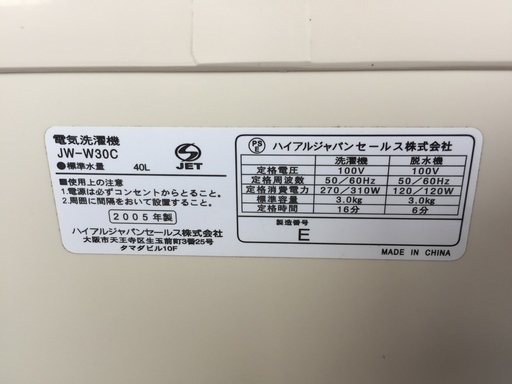 電気洗濯機
JW-W30C
●標準水量 40L
JET
■使用上の注意
1.電源は必ずコンセントからとること。
2.周囲に間隔をおいて設置すること。
2005年製
ハイアルジャパンセールス株式会社
大阪市天王寺区生玉前町3番25号
タマダビル10F
PS E ハイアルジャパンセールス株式会社
洗濯機 脱水機
定格電圧 100V 100V
定格周波数 50/60Hz 50/60Hz
定格消費電力 270/310W 120/120W
標準容量 3.0kg 3.0kg
定格時間 16分 6分
製造番号
E
MADE IN CHINA